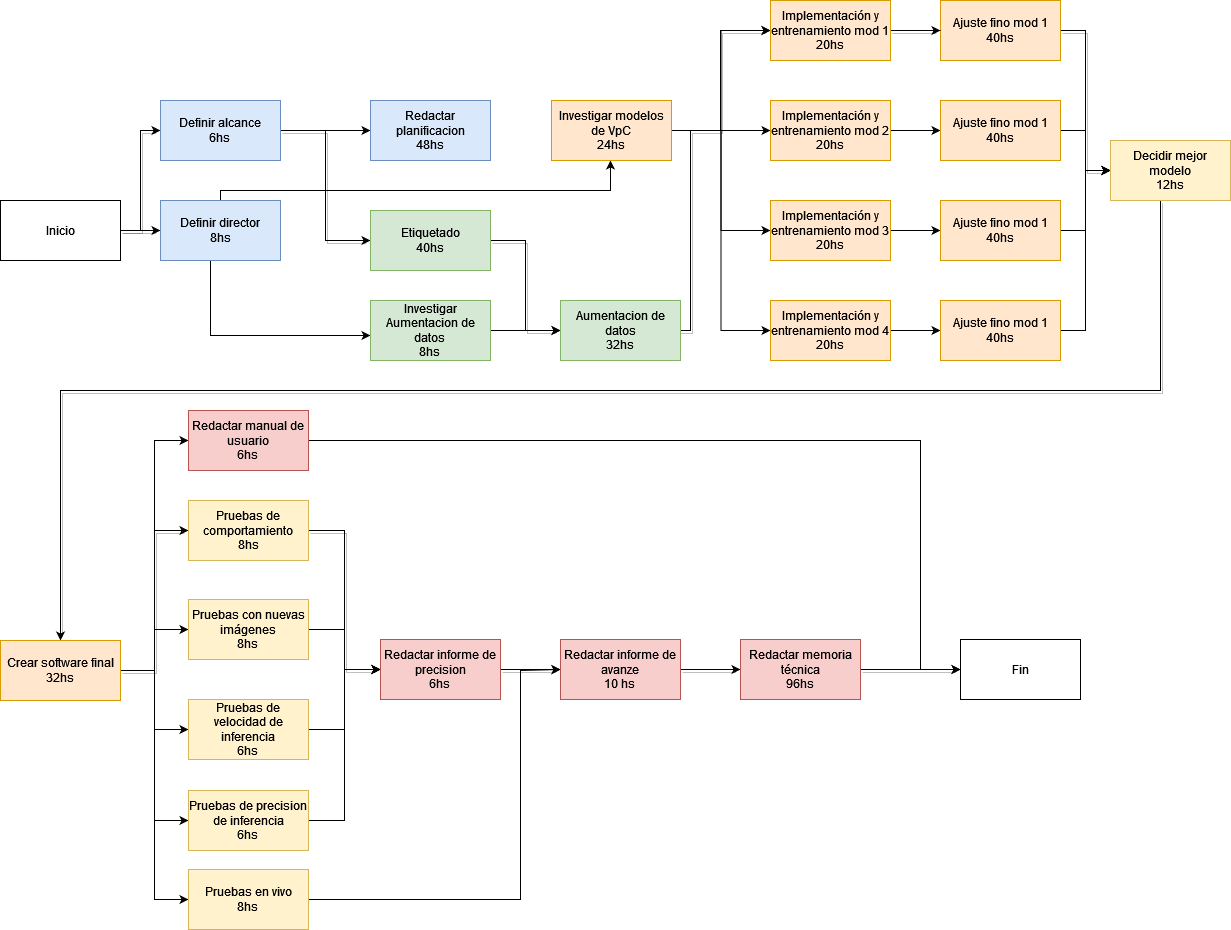 Inicio
Definir alcance
6hs
Definir director
8hs
Redactar
planificacion
48hs
Etiquetado
40hs
Investigar
Aumentacion de
datos
8hs
Investigar modelos
de VpC
24hs
Aumentacion de
datos
32hs
Implementación y
entrenamiento mod 1
20hs
Implementación y
entrenamiento mod 2
20hs
Implementación y
entrenamiento mod 3
20hs
Implementación y
entrenamiento mod 4
20hs
Ajuste fino mod 1
40hs
Ajuste fino mod 1
40hs
Ajuste fino mod 1
40hs
Ajuste fino mod 1
40hs
Decidir mejor
modelo
12hs
Crear software final
32hs
Redactar manual de
usuario
6hs
Pruebas de
comportamiento
8hs
Pruebas con nuevas
imágenes
8hs
Pruebas de
velocidad de
inferencia
6hs
Pruebas de precision
de inferencia
6hs
Pruebas en vivo
8hs
Redactar informe de
precision
6hs
Redactar informe de
avanze
10 hs
Redactar memoria
técnica
96hs
Fin